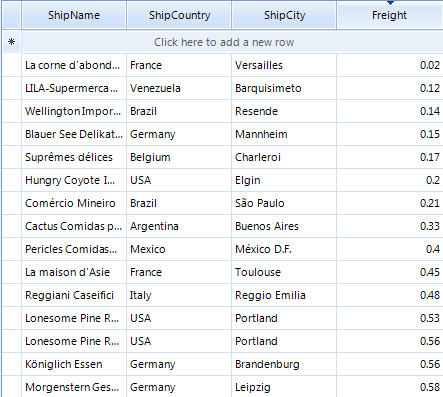 ShipName ShipCountry ShipCity Freight
* Click here to add a new row
La corne d'abond... France Versailles 0.02
LILA-Supermerca... Venezuela Barquisimeto 0.12
Wellington Impor... Brazil Resende 0.14
Blauer See Delikat... Germany Mannheim 0.15
Suprêmes délices Belgium Charleroi 0.17
Hungry Coyote I... USA Elgin 0.2
Comércio Mineiro Brazil São Paulo 0.21
Cactus Comidas p... Argentina Buenos Aires 0.33
Pericles Comidas... Mexico México D.F. 0.4
La maison d'Asie France Toulouse 0.45
Reggiani Caseifici Italy Reggio Emilia 0.48
Lonesome Pine R... USA Portland 0.53
Lonesome Pine R... USA Portland 0.56
Königlich Essen Germany Brandenburg 0.56
Morgenstern Ges... Germany Leipzig 0.58